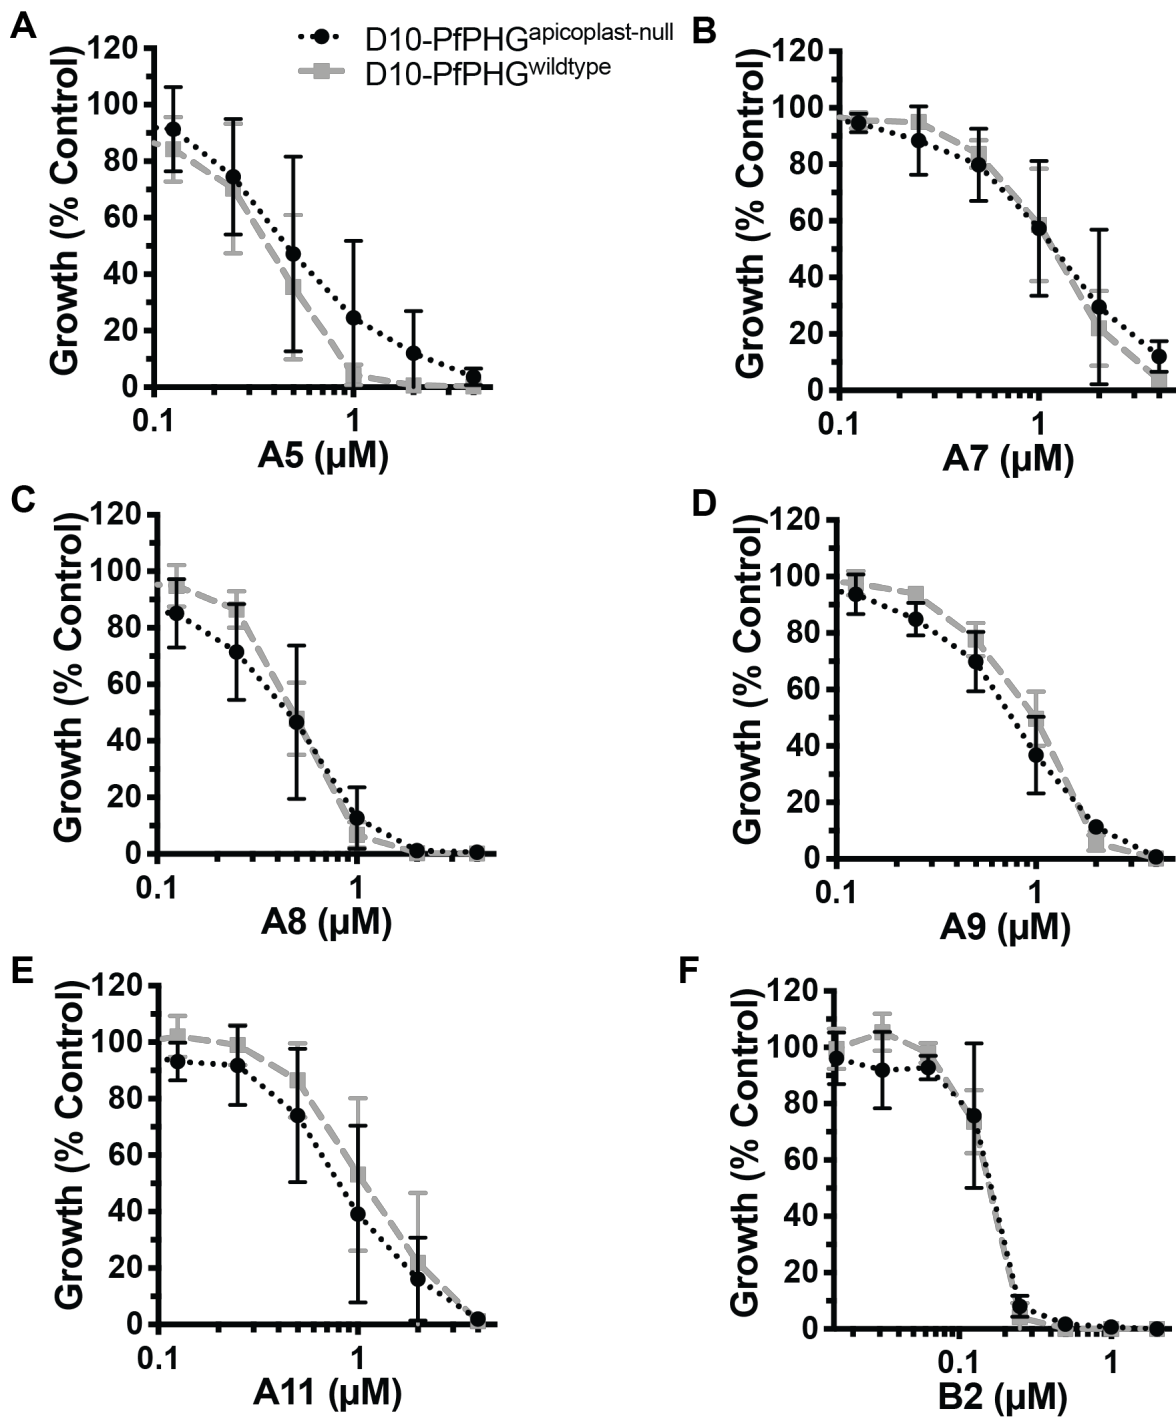 A
D10-PfPHGapicoplast-null
D10-PfPHGwildtype
Growth (% Control)
120
100
80
60
40
20
0
0.1 1
A5 (µM)
B
Growth (% Control)
120
100
80
60
40
20
0
0.1 1
A7 (µM)
C
Growth (% Control)
120
100
80
60
40
20
0
0.1 1
A8 (µM)
D
Growth (% Control)
120
100
80
60
40
20
0
0.1 1
A9 (µM)
E
Growth (% Control)
120
100
80
60
40
20
0
0.1 1
A11 (µM)
F
Growth (% Control)
120
100
80
60
40
20
0
0.1 1
B2 (µM)